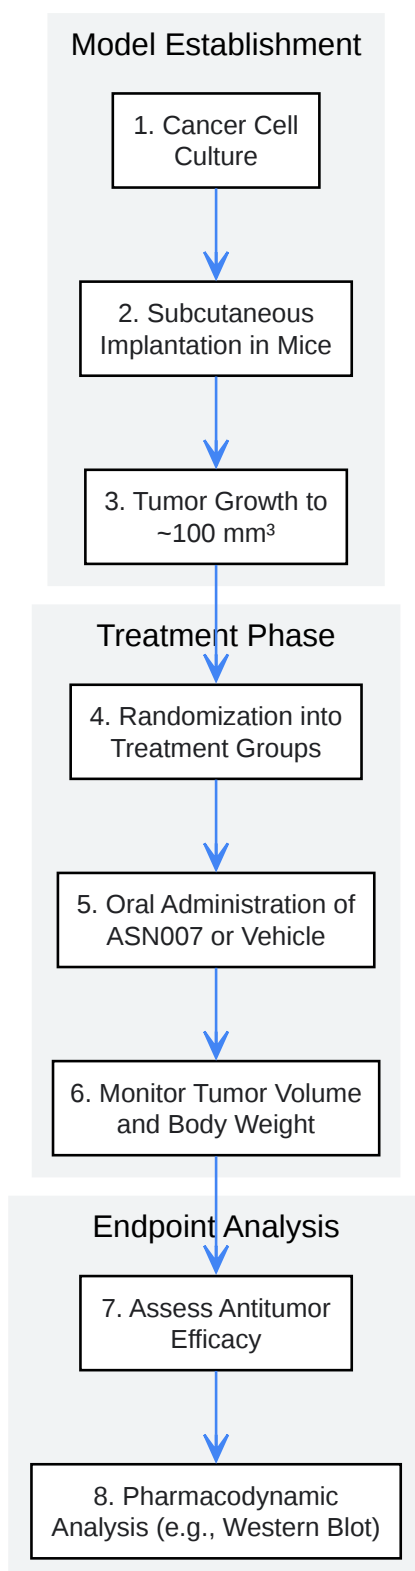 Model Establishment
1. Cancer Cell
Culture
2. Subcutaneous
Implantation in Mice
3. Tumor Growth to
~100 mm³
Treatment Phase
4. Randomization into
Treatment Groups
5. Oral Administration of
ASN007 or Vehicle
6. Monitor Tumor Volume
and Body Weight
Endpoint Analysis
7. Assess Antitumor
Efficacy
8. Pharmacodynamic
Analysis (e.g., Western Blot)